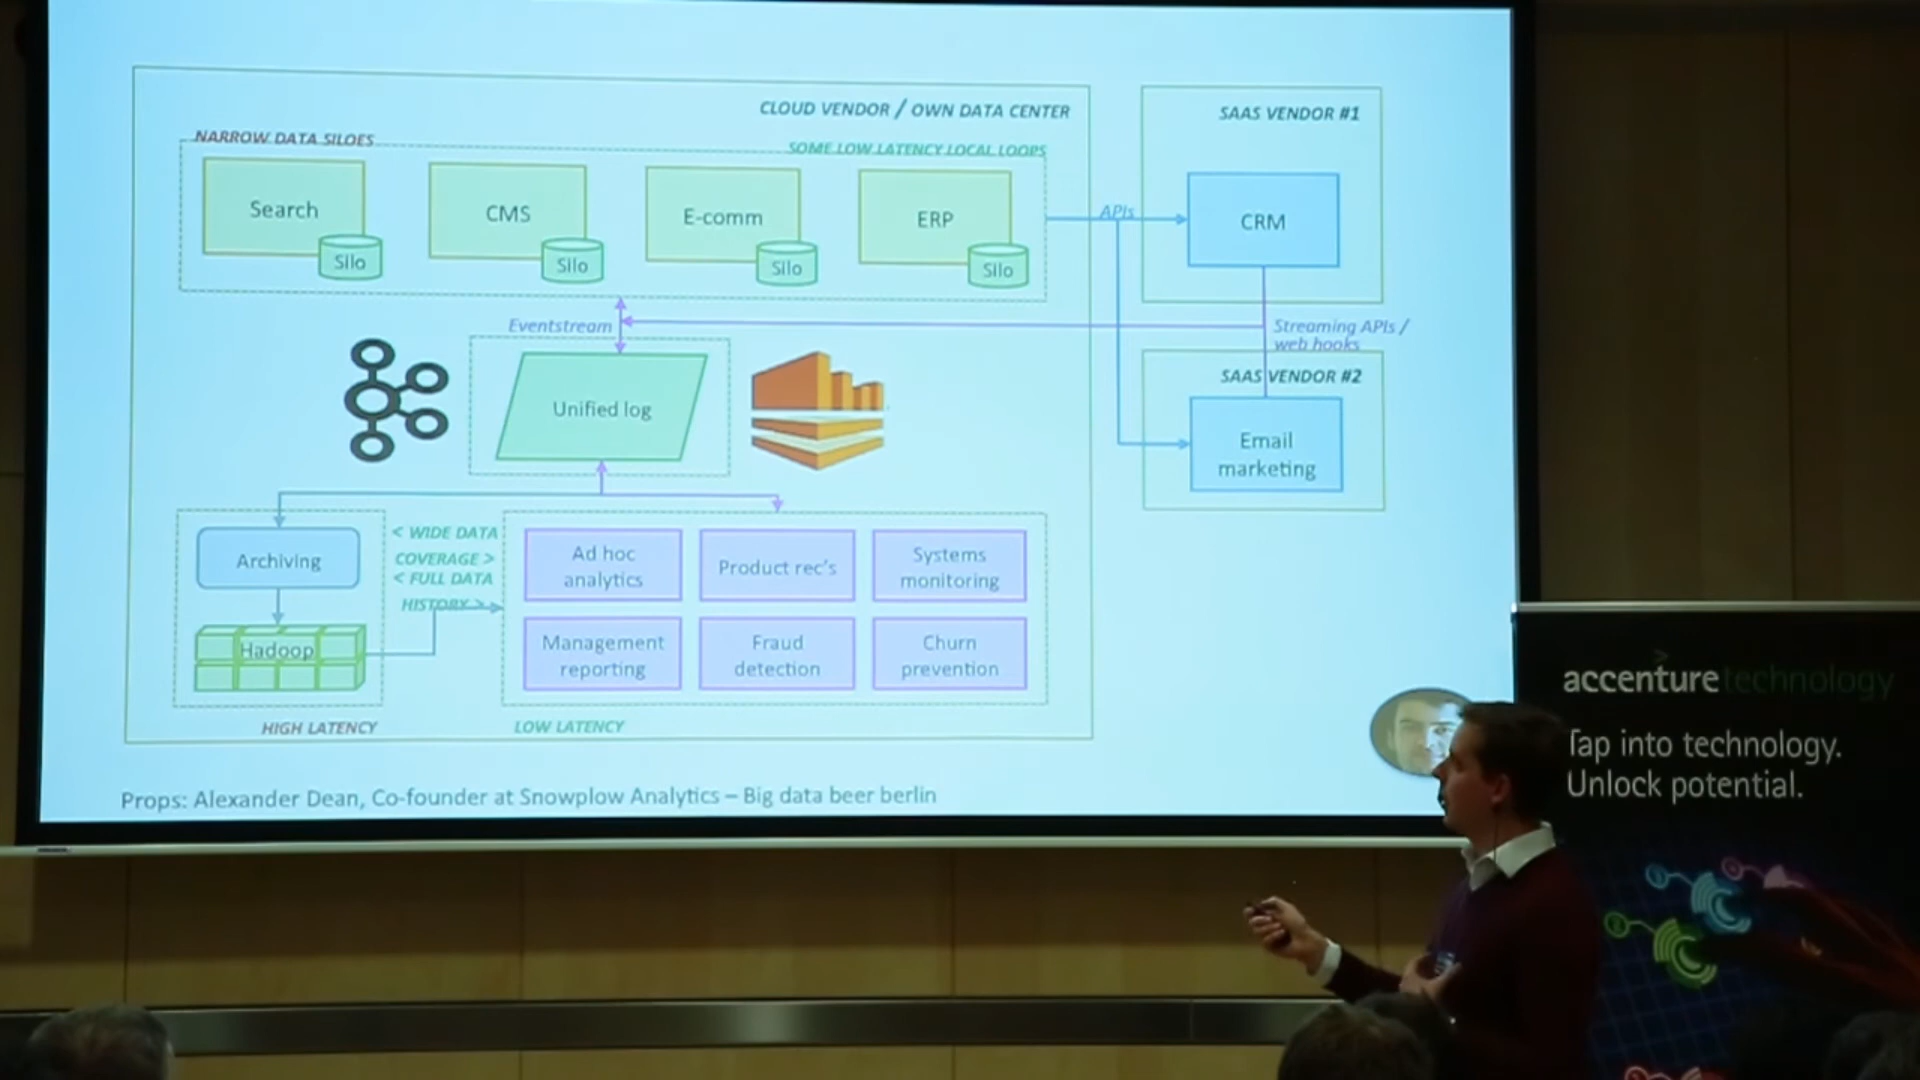 CLOUD VENDOR / OWN DATA CENTER
SAAS VENDOR #1
NARROW DATA SILOES
SOME LOW LATENCY LOCAL LOOPS
Search
Silo
CMS
Silo
E-comm
Silo
ERP
Silo
APIs
CRM
Eventstream
Streaming APIs /
web hooks
SAAS VENDOR #2
Unified log
Email
marketing
Archiving
< WIDE DATA
COVERAGE >
< FULL DATA
HISTORY >
Ad hoc
analytics
Product rec's
Systems
monitoring
Hadoop
Management
reporting
Fraud
detection
Churn
prevention
HIGH LATENCY
LOW LATENCY
Props: Alexander Dean, Co-founder at Snowplow Analytics – Big data beer berlin
accenturetechnology
Tap into technology.
Unlock potential.